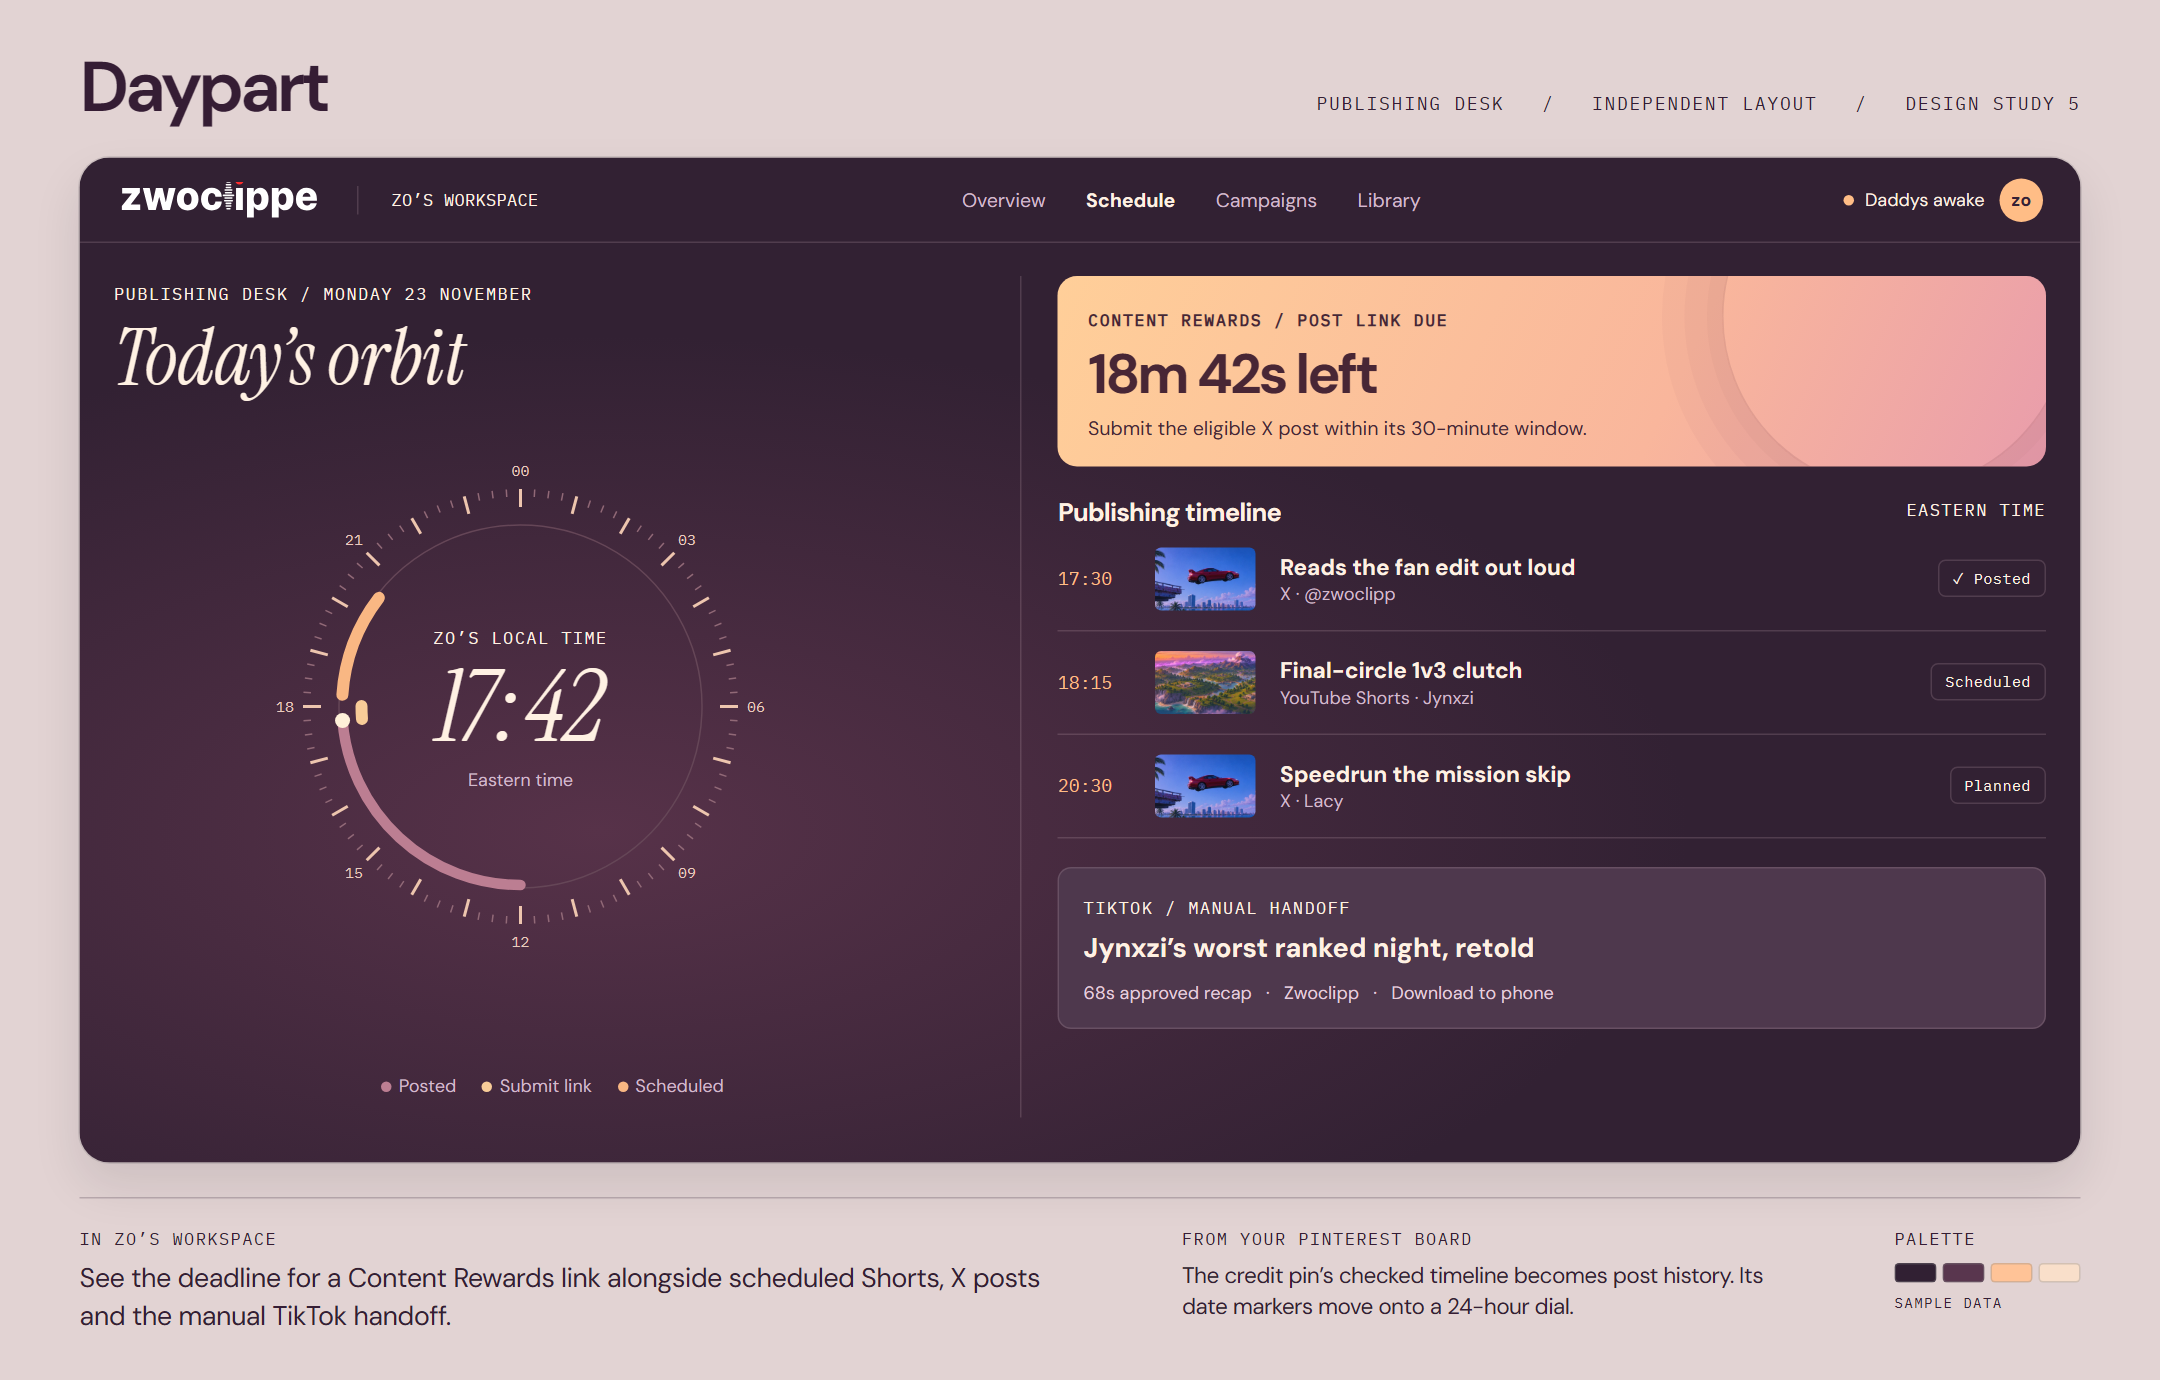 Daypart
PUBLISHING DESK / INDEPENDENT LAYOUT / DESIGN STUDY 5
zwoclippe
ZO’S WORKSPACE
Overview
Schedule
Campaigns
Library
Daddys awake
zo
PUBLISHING DESK / MONDAY 23 NOVEMBER
Today’s orbit
00
03
06
09
12
15
18
21
ZO’S LOCAL TIME
17:42
Eastern time
Posted
Submit link
Scheduled
CONTENT REWARDS / POST LINK DUE
18m 42s left
Submit the eligible X post within its 30-minute window.
Publishing timeline
EASTERN TIME
17:30
Reads the fan edit out loud
X · @zwoclipp
✓ Posted
18:15
Final-circle 1v3 clutch
YouTube Shorts · Jynxzi
Scheduled
20:30
Speedrun the mission skip
X · Lacy
Planned
TIKTOK / MANUAL HANDOFF
Jynxzi’s worst ranked night, retold
68s approved recap · Zwoclipp · Download to phone
IN ZO’S WORKSPACE
See the deadline for a Content Rewards link alongside scheduled Shorts, X posts
and the manual TikTok handoff.
FROM YOUR PINTEREST BOARD
The credit pin’s checked timeline becomes post history. Its
date markers move onto a 24-hour dial.
PALETTE
SAMPLE DATA